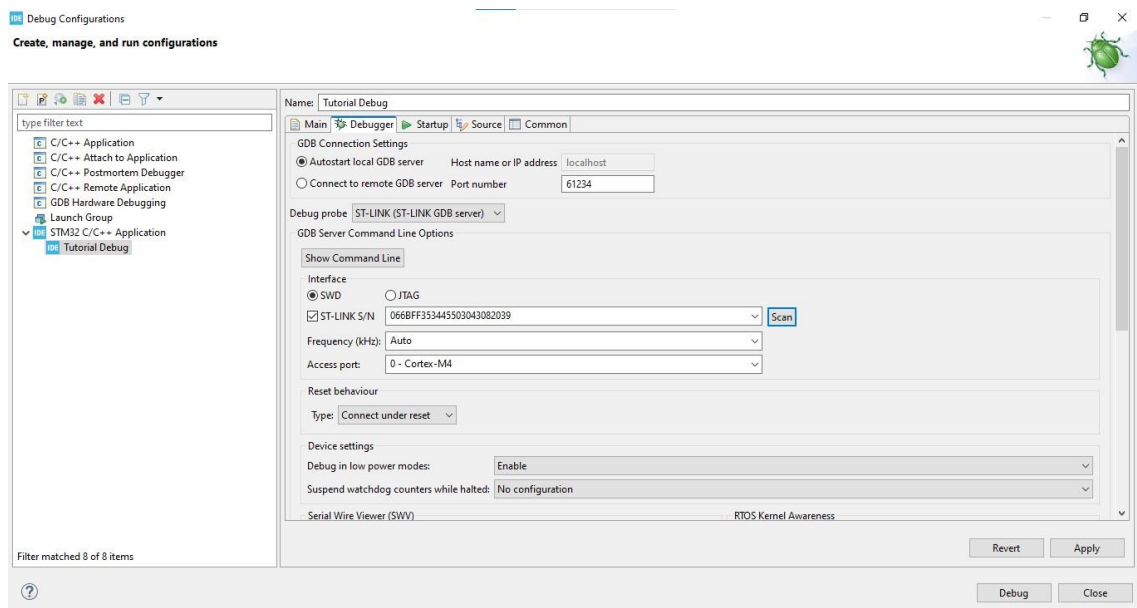 IDE Debug Configurations
Create, manage, and run configurations
type filter text
C/C++ Application
C/C++ Attach to Application
C/C++ Postmortem Debugger
C/C++ Remote Application
GDB Hardware Debugging
Launch Group
IDE STM32 C/C++ Application
IDE Tutorial Debug
Filter matched 8 of 8 items
Name: Tutorial Debug
Main Debugger Startup Source Common
GDB Connection Settings
Autostart local GDB server Host name or IP address localhost
Connect to remote GDB server Port number 61234
Debug probe ST-LINK (ST-LINK GDB server)
GDB Server Command Line Options
Show Command Line
Interface
SWD JTAG
ST-LINK S/N 066BFF353445503043082039 Scan
Frequency (kHz): Auto
Access port: 0 - Cortex-M4
Reset behaviour
Type: Connect under reset
Device settings
Debug in low power modes: Enable
Suspend watchdog counters while halted: No configuration
Serial Wire Viewer (SWV) RTOS Kernel Awareness
Revert Apply
? Debug Close